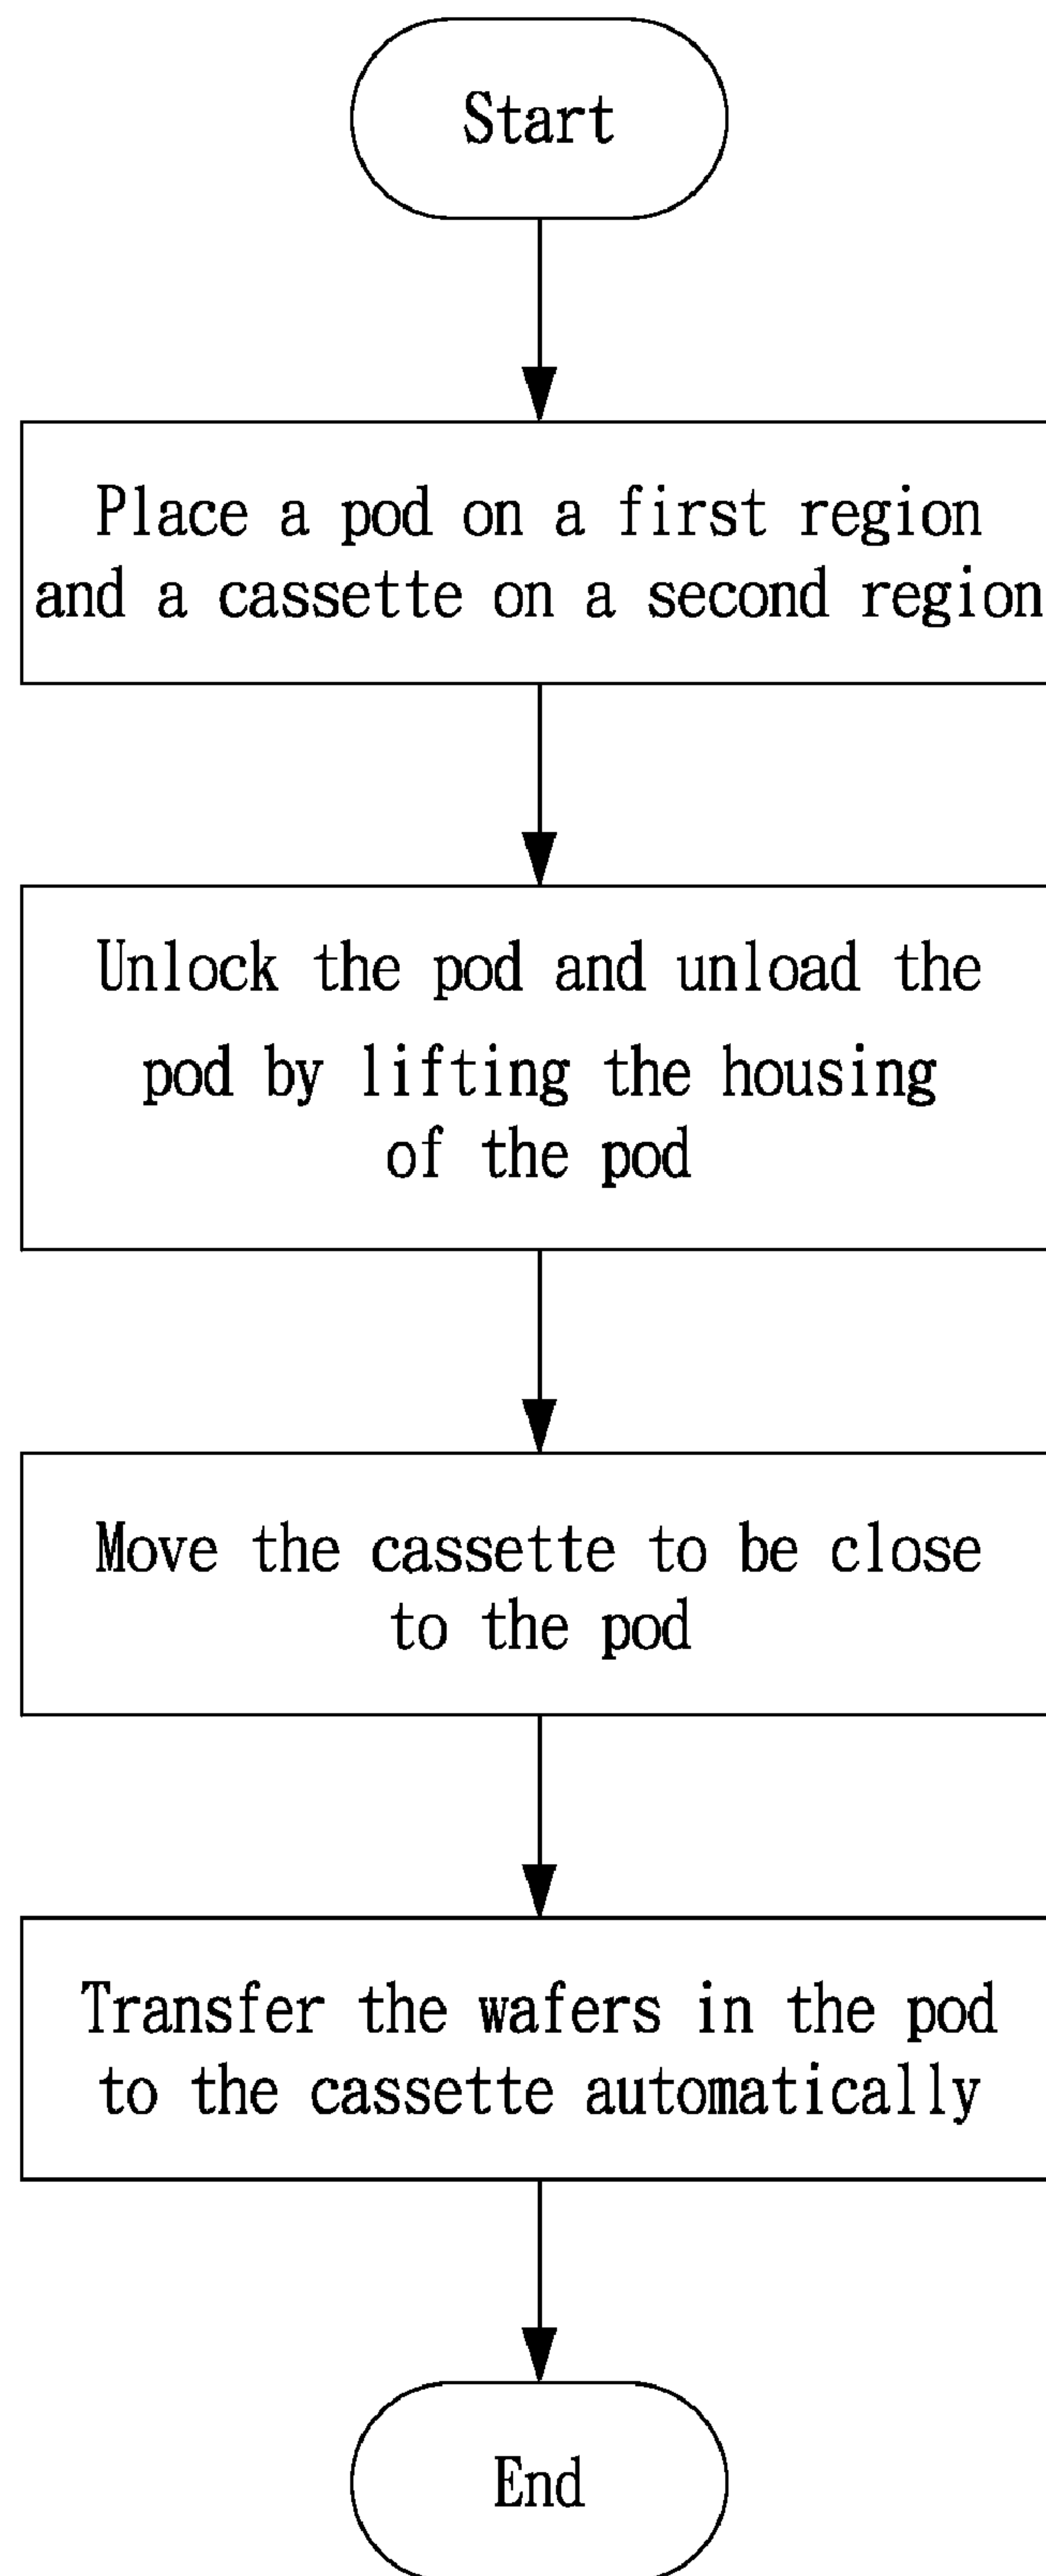 Start
Place a pod on a first region
and a cassette on a second region
Unlock the pod and unload the
pod by lifting the housing
of the pod
Move the cassette to be close
to the pod
Transfer the wafers in the pod
to the cassette automatically
End